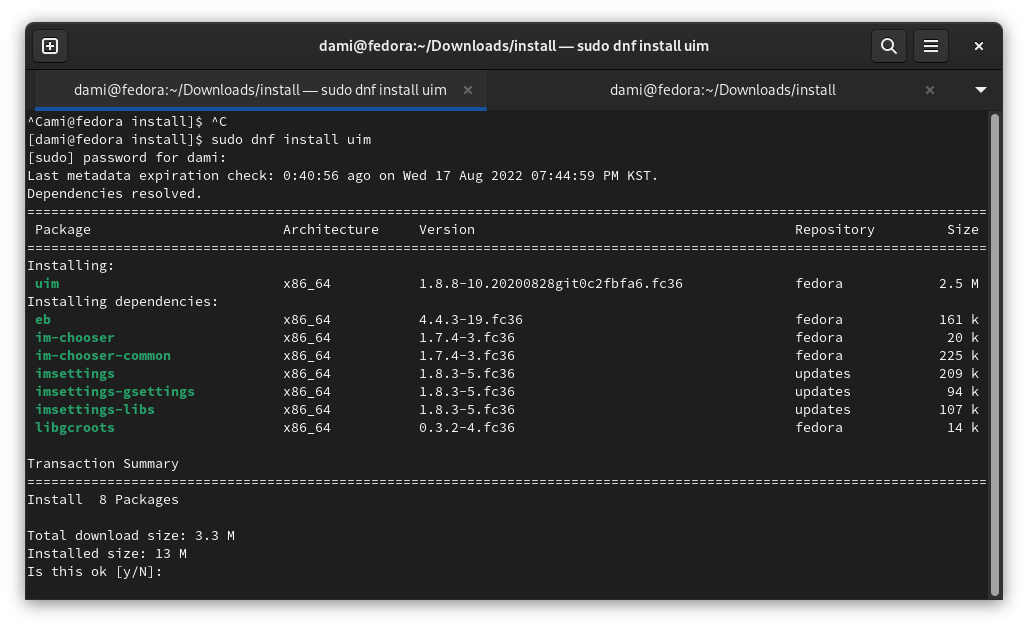 dami@fedora:~/Downloads/install — sudo dnf install uim
dami@fedora:~/Downloads/install — sudo dnf install uim
dami@fedora:~/Downloads/install
^Cami@fedora install]$ ^C
[dami@fedora install]$ sudo dnf install uim
[sudo] password for dami:
Last metadata expiration check: 0:40:56 ago on Wed 17 Aug 2022 07:44:59 PM KST.
Dependencies resolved.
================================================================================
Package Architecture Version Repository Size
================================================================================
Installing:
uim x86_64 1.8.8-10.20200828git0c2fbfa6.fc36 fedora 2.5 M
Installing dependencies:
eb x86_64 4.4.3-19.fc36 fedora 161 k
im-chooser x86_64 1.7.4-3.fc36 fedora 20 k
im-chooser-common x86_64 1.7.4-3.fc36 fedora 225 k
imsettings x86_64 1.8.3-5.fc36 updates 209 k
imsettings-gsettings x86_64 1.8.3-5.fc36 updates 94 k
imsettings-libs x86_64 1.8.3-5.fc36 updates 107 k
libgcroots x86_64 0.3.2-4.fc36 fedora 14 k
Transaction Summary
================================================================================
Install  8 Packages
Total download size: 3.3 M
Installed size: 13 M
Is this ok [y/N]: